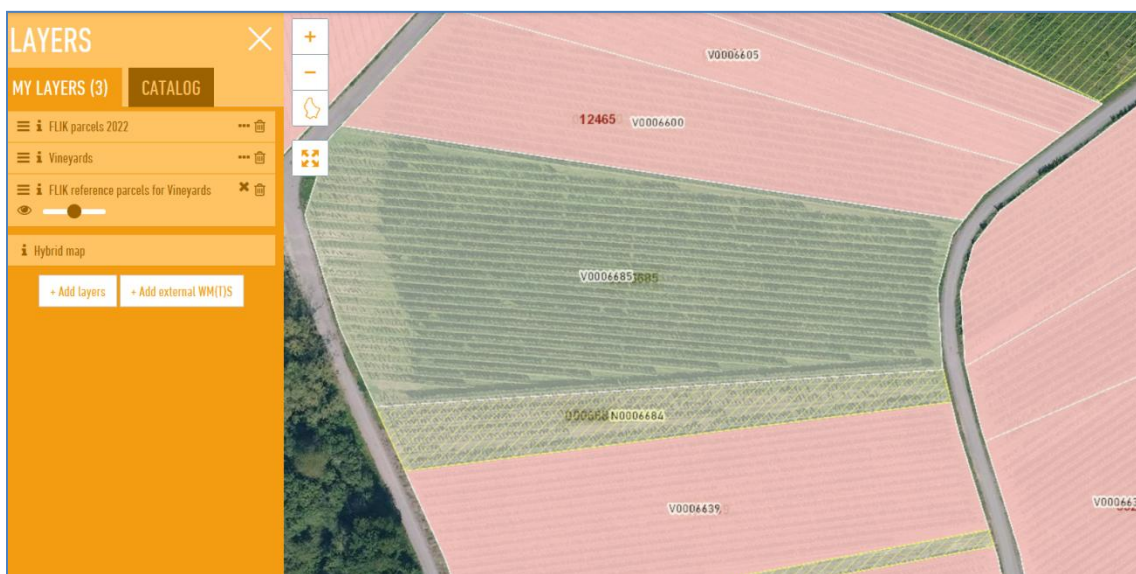 LAYERS
MY LAYERS (3)
CATALOG
FLIK parcels 2022
Vineyards
FLIK reference parcels for Vineyards
Hybrid map
+ Add layers
+ Add external WM(T)S
+
−
V0006605
12465
V0006600
V0006685
N0006684
V0006639